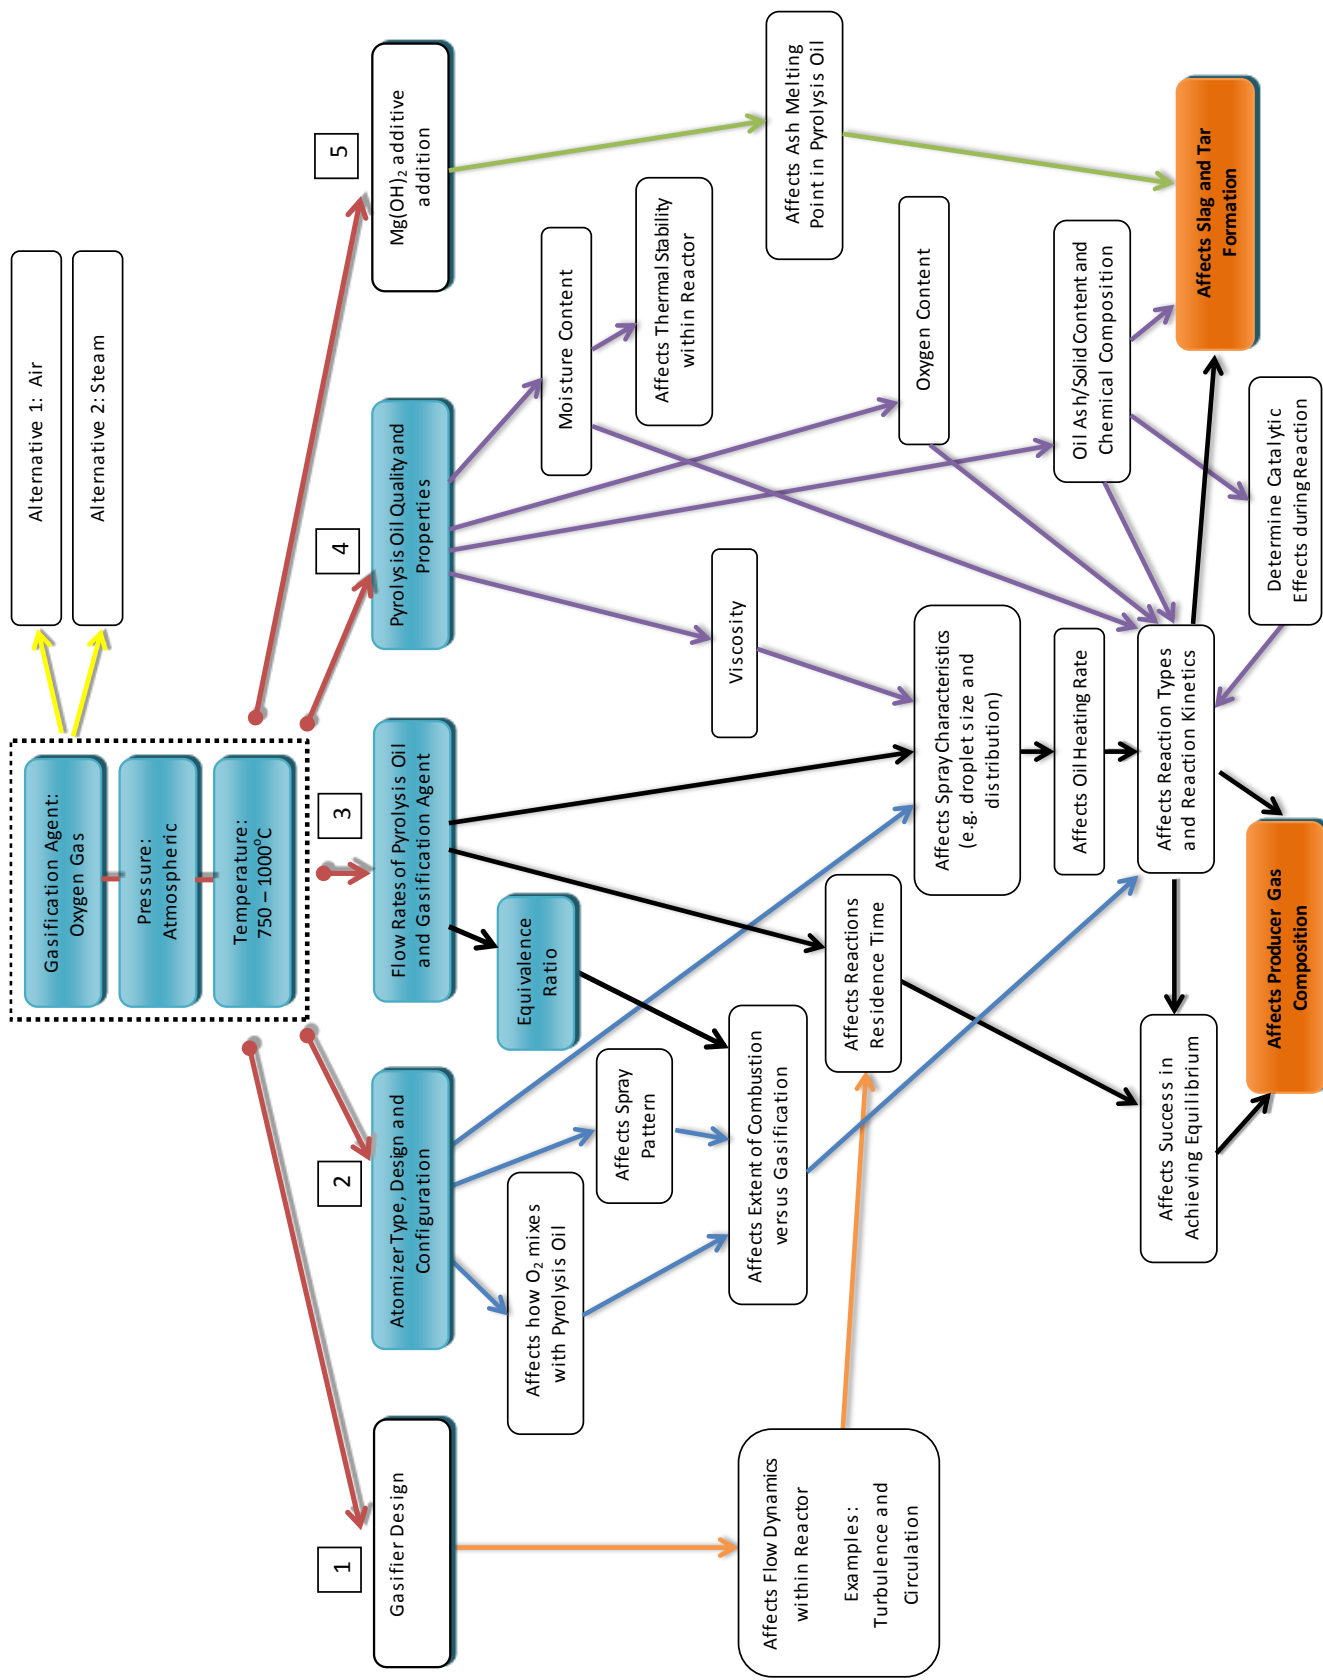 Gasification Agent:
Oxygen Gas
Pressure:
Atmospheric
Temperature:
750 – 1000°C
Alternative 1: Air
Alternative 2: Steam
1
Gasifier Design
2
Atomizer Type, Design and
Configuration
3
Flow Rates of Pyrolysis Oil
and Gasification Agent
4
Pyrolysis Oil Quality and
Properties
5
Mg(OH)₂ additive
addition
Affects how O₂ mixes
with Pyrolysis Oil
Equivalence
Ratio
Moisture Content
Affects Spray
Pattern
Viscosity
Affects Thermal Stability
within Reactor
Affects Flow Dynamics
within Reactor
Examples:
Turbulence and
Circulation
Affects Extent of Combustion
versus Gasification
Affects Ash Melting
Point in Pyrolysis Oil
Affects Reactions
Residence Time
Affects Spray Characteristics
(e.g. droplet size and
distribution)
Oxygen Content
Affects Oil Heating Rate
Oil Ash/Solid Content and
Chemical Composition
Affects Success in
Achieving Equilibrium
Affects Reaction Types
and Reaction Kinetics
Affects Slag and Tar
Formation
Affects Producer Gas
Composition
Determine Catalytic
Effects during Reaction